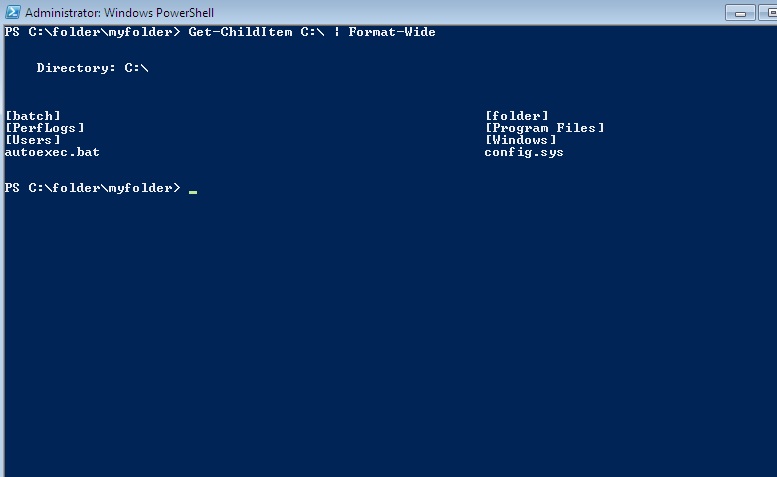 Administrator: Windows PowerShell
PS C:\folder\myfolder> Get-ChildItem C:\ | Format-Wide
Directory: C:\
[batch] [folder]
[PerfLogs] [Program Files]
[Users] [Windows]
autoexec.bat config.sys
PS C:\folder\myfolder> _